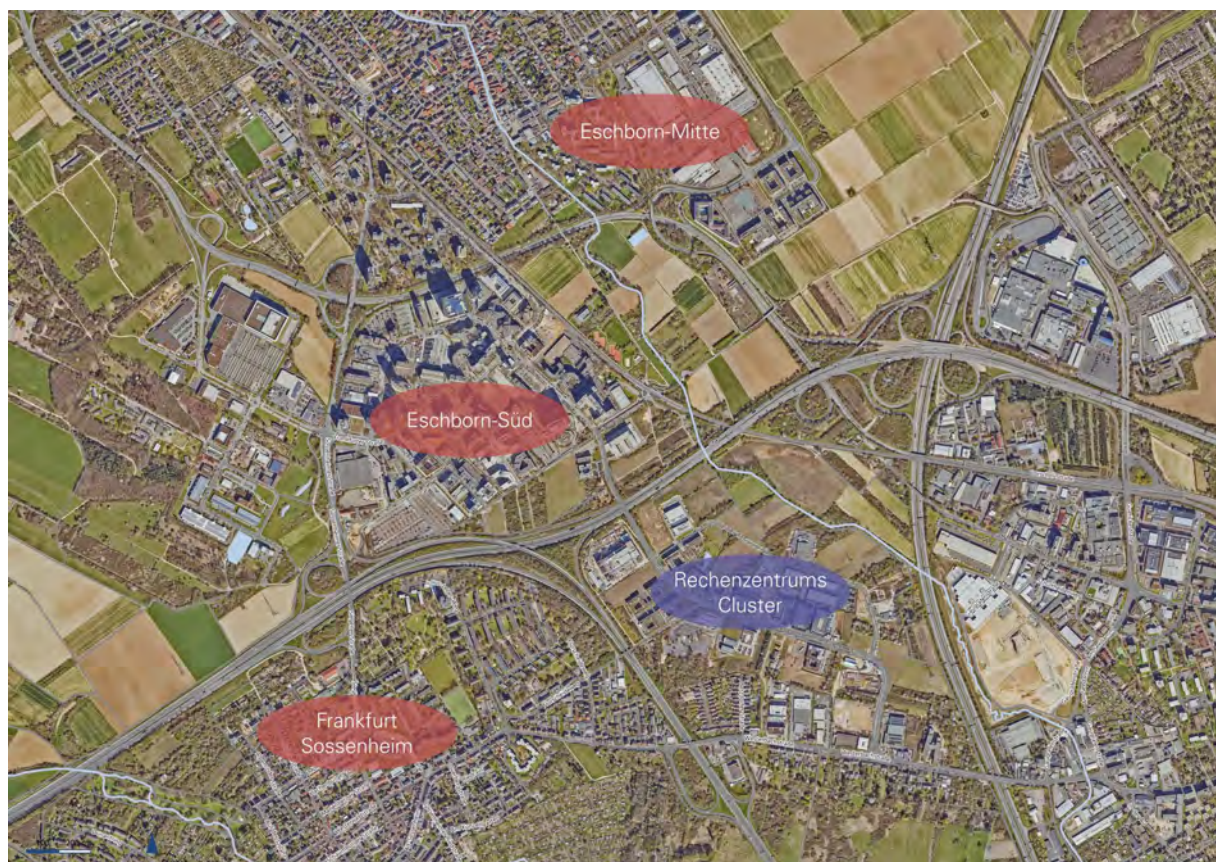 Eschborn-Mitte
Eschborn-Süd
Rechenzentrums
Cluster
Frankfurt
Sossenheim